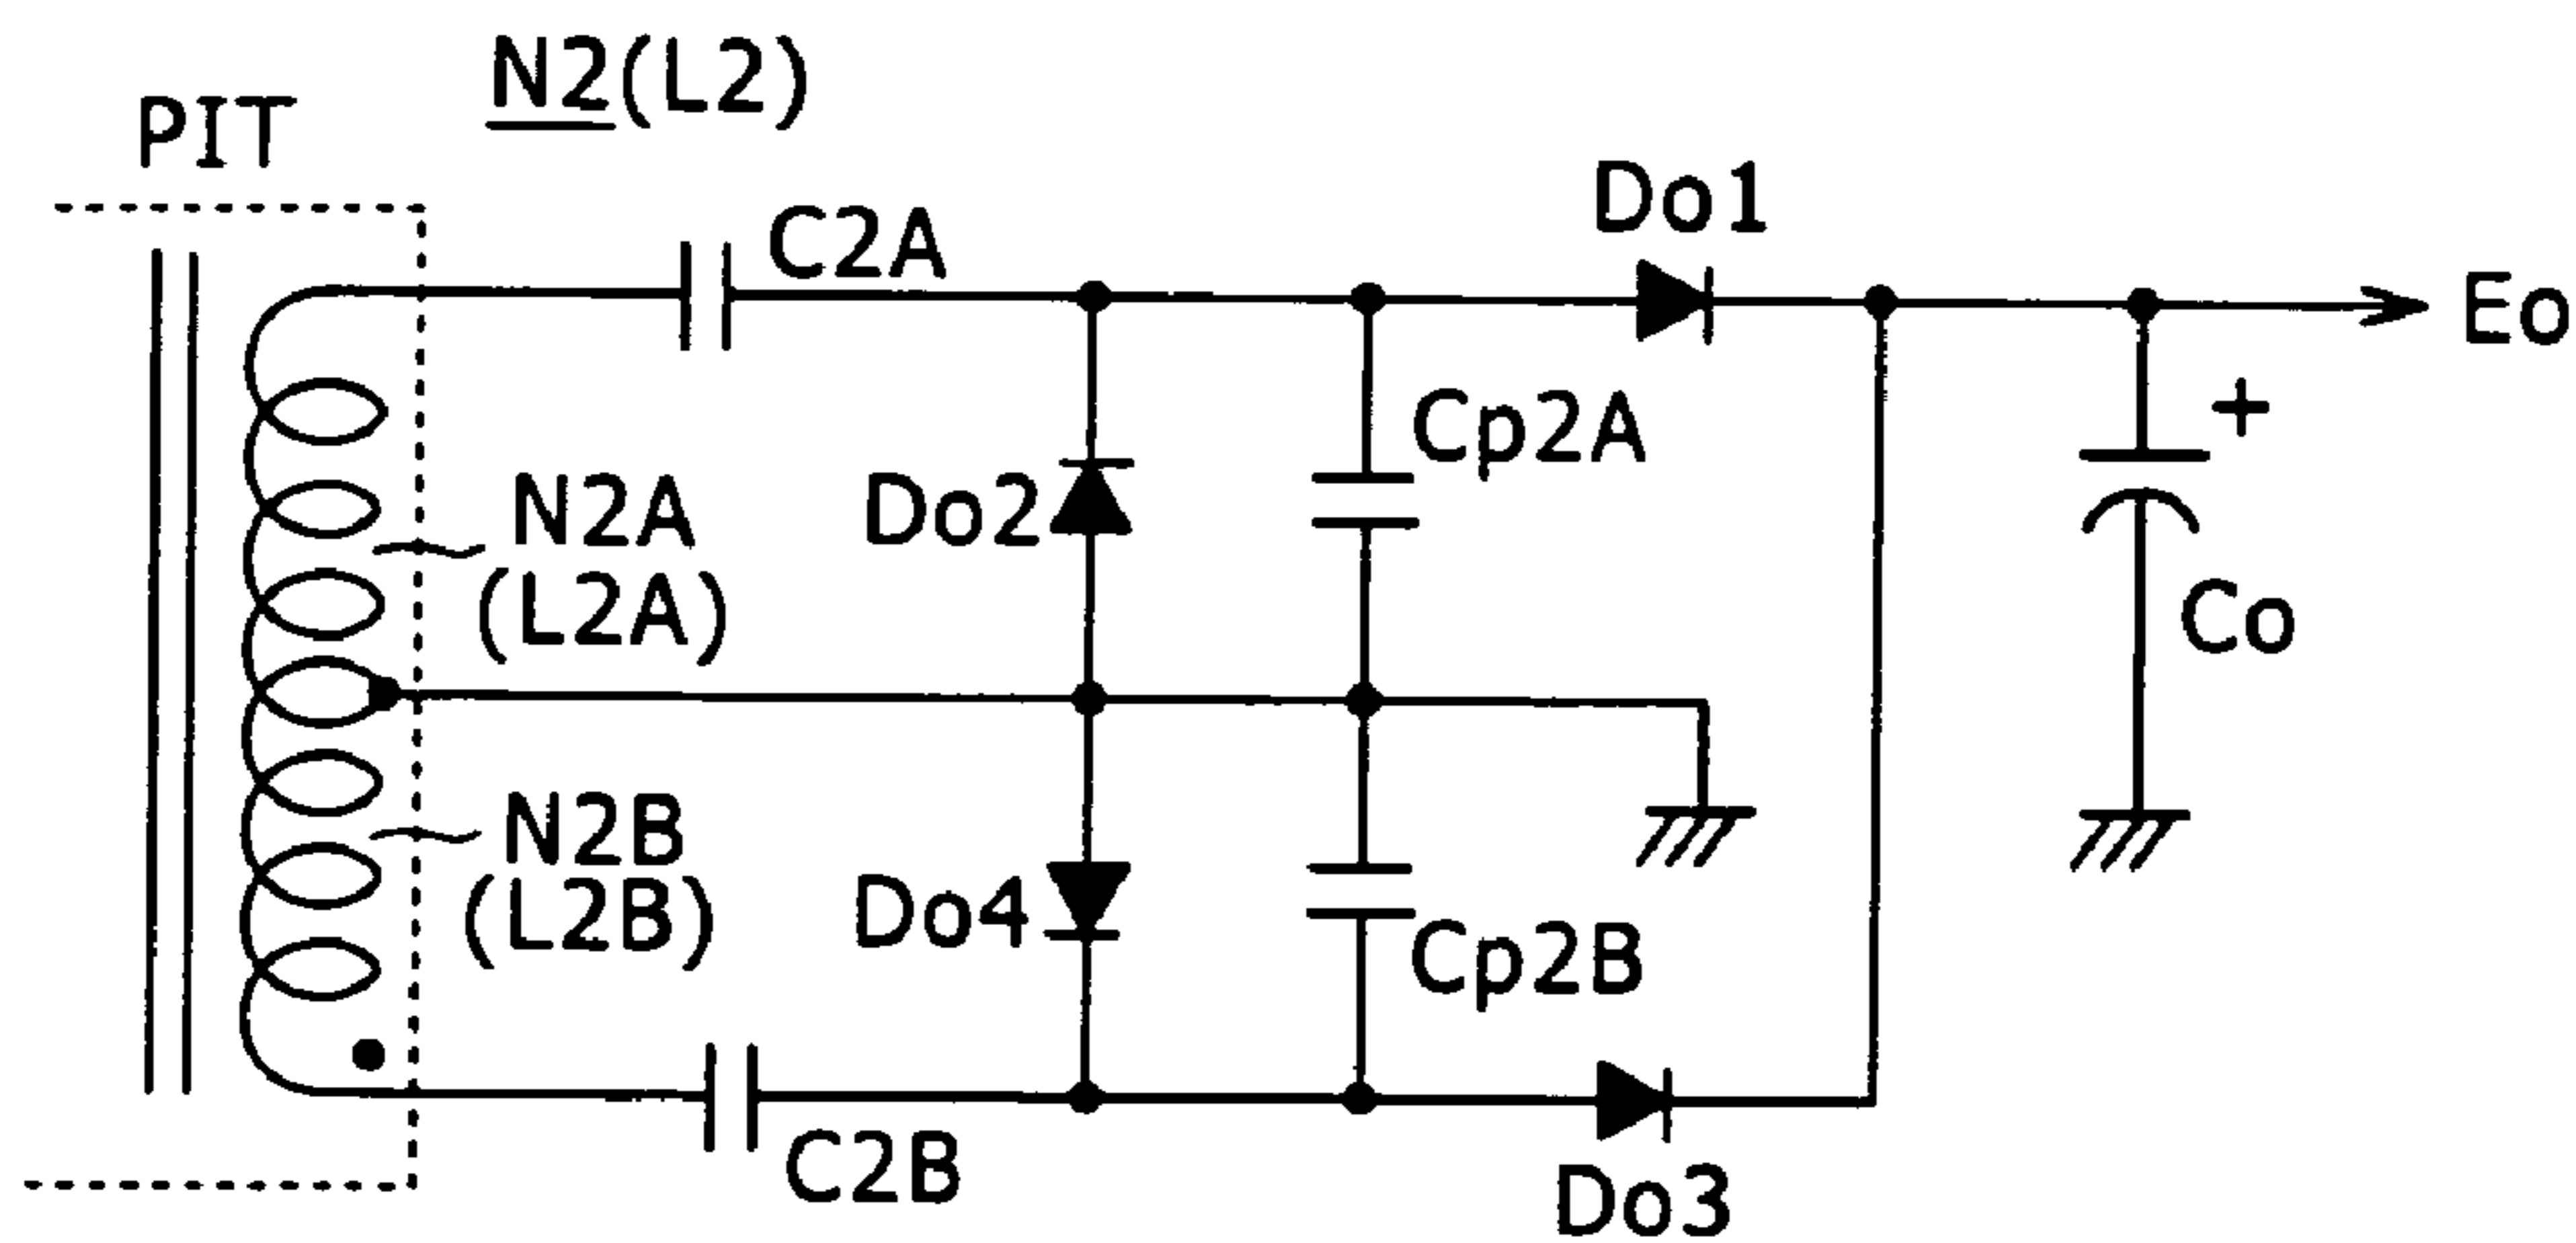 N2(L2)
PIT
Do1
C2A
Eo
+
Cp2A
Do2
N2A
(L2A)
Co
N2B
(L2B)
Do4
Cp2B
C2B
Do3